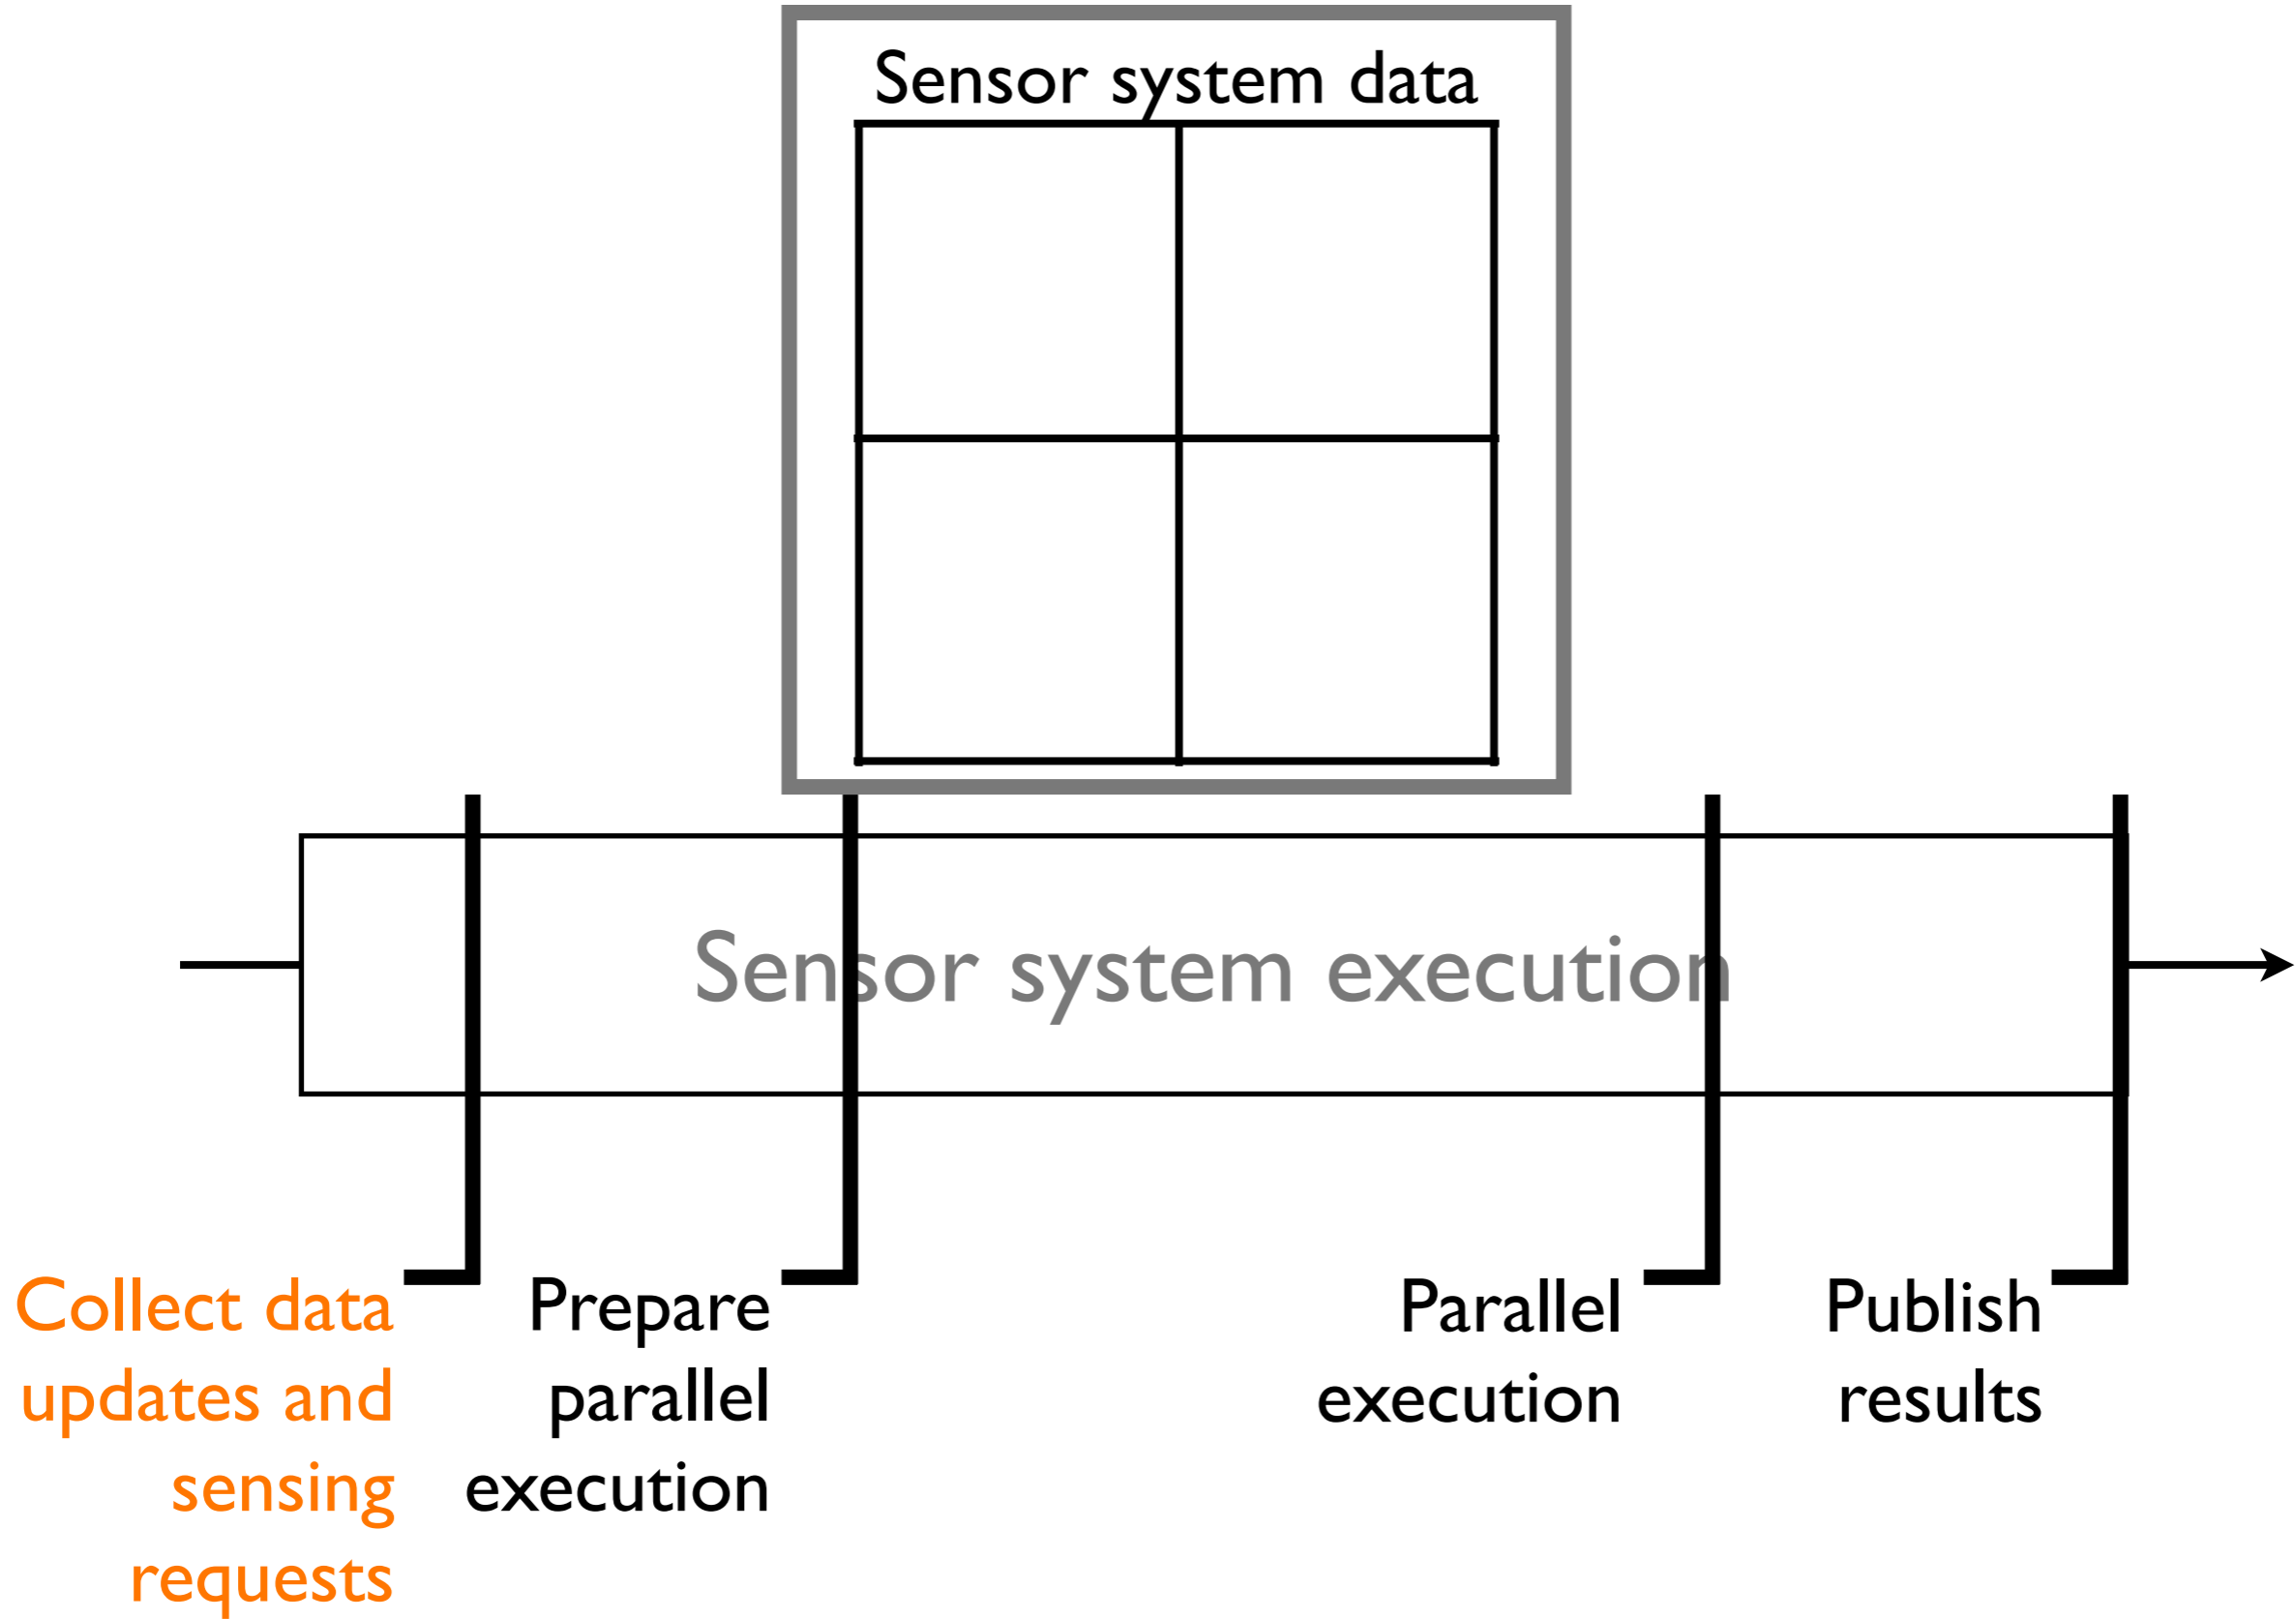 Sensor system data
Sensor system execution
Collect data
updates and
sensing
requests
Prepare
parallel
execution
Parallel
execution
Publish
results